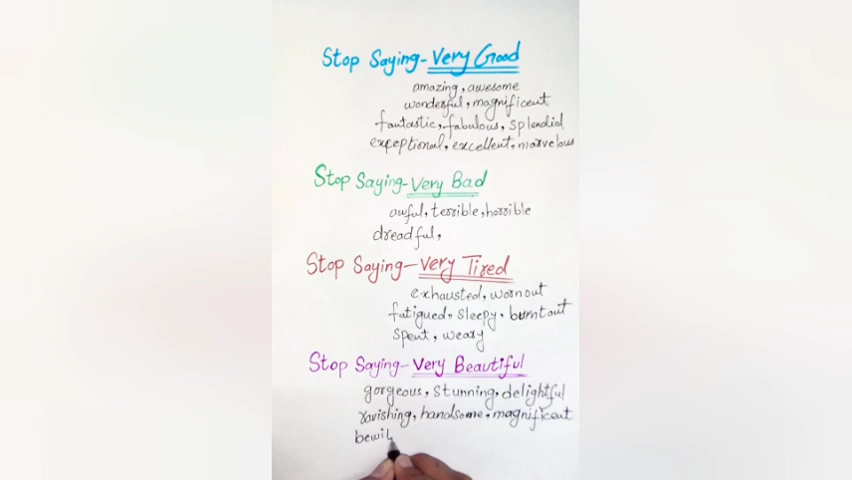 Stop Saying-Very Good
amazing, awesome
wonderful, magnificent
fantastic, fabulous, splendid
exceptional, excellent, marvelous
Stop Saying-Very Bad
awful, terrible, horrible
dreadful,
Stop Saying-Very Tired
exhausted, wornout
fatigued, sleepy, burntout
spent, weary
Stop Saying-Very Beautiful
gorgeous, stunning, delightful
ravishing, handsome, magnificent
bewil